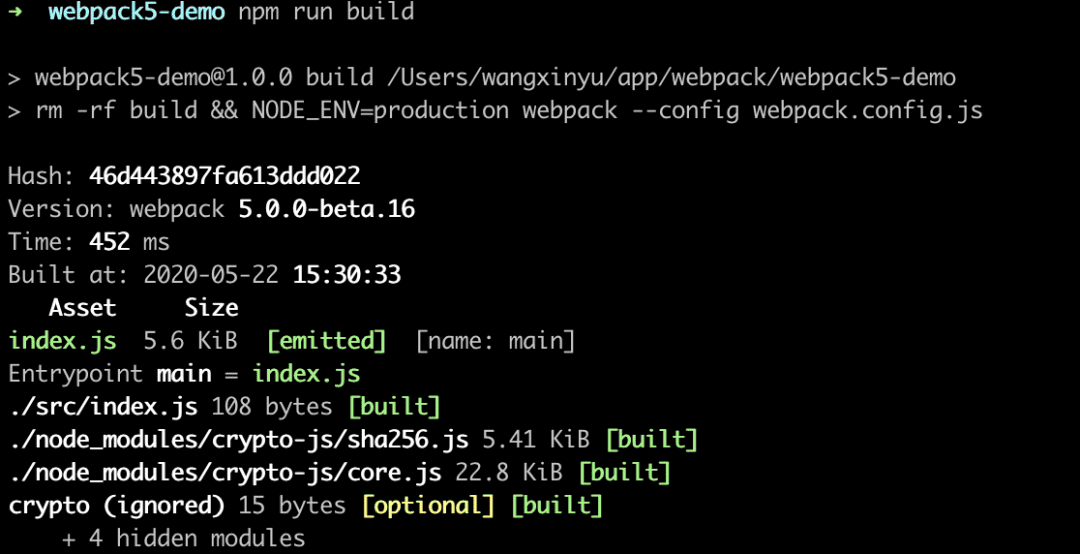 → webpack5-demo npm run build
> webpack5-demo@1.0.0 build /Users/wangxinyu/app/webpack/webpack5-demo
> rm -rf build && NODE_ENV=production webpack --config webpack.config.js
Hash: 46d443897fa613ddd022
Version: webpack 5.0.0-beta.16
Time: 452 ms
Built at: 2020-05-22 15:30:33
Asset Size
index.js 5.6 KiB [emitted] [name: main]
Entrypoint main = index.js
./src/index.js 108 bytes [built]
./node_modules/crypto-js/sha256.js 5.41 KiB [built]
./node_modules/crypto-js/core.js 22.8 KiB [built]
crypto (ignored) 15 bytes [optional] [built]
+ 4 hidden modules